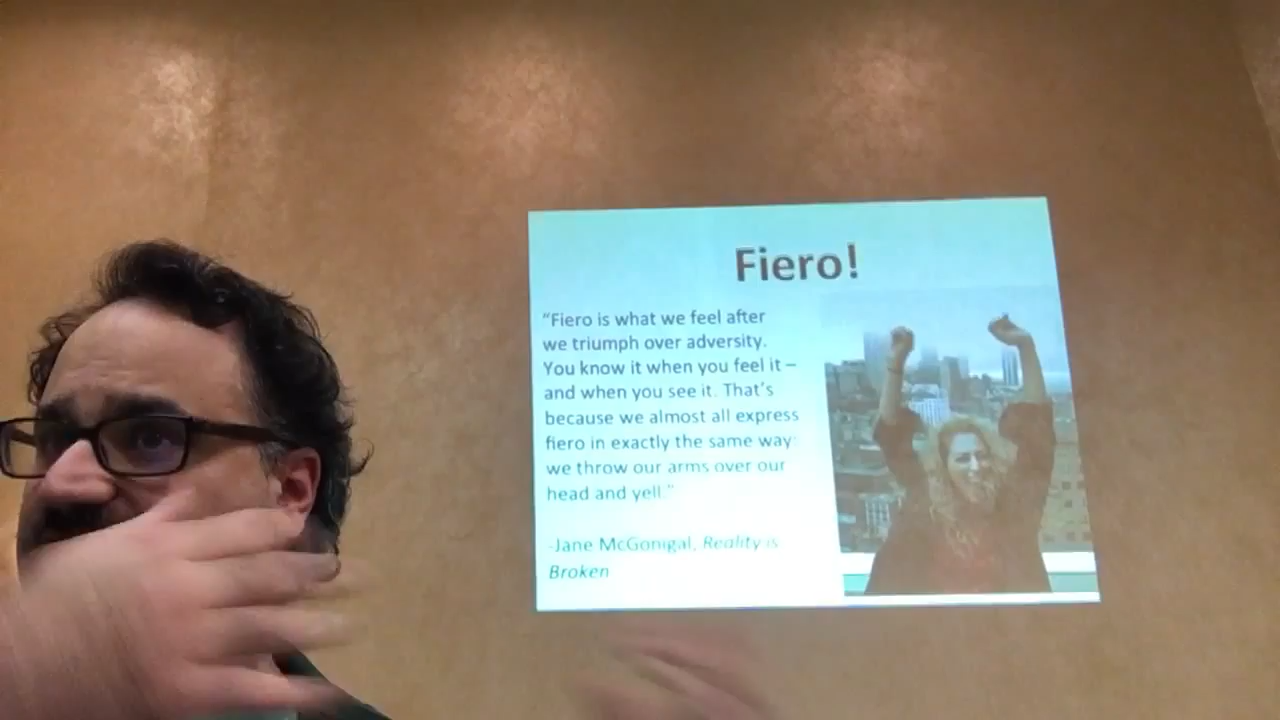 Fiero!
“Fiero is what we feel after
we triumph over adversity.
You know it when you feel it –
and when you see it. That’s
because we almost all express
fiero in exactly the same way:
we throw our arms over our
head and yell.”
-Jane McGonigal, Reality is
Broken